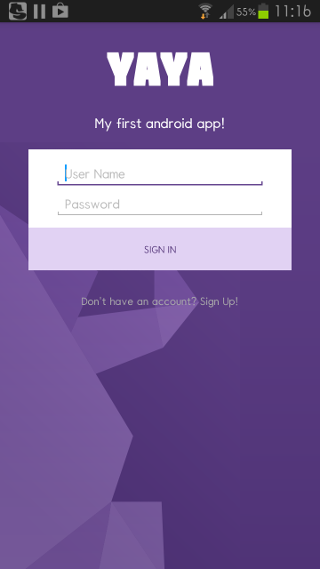 55% 11:16
YAYA
My first android app!
User Name
Password
SIGN IN
Don't have an account? Sign Up!